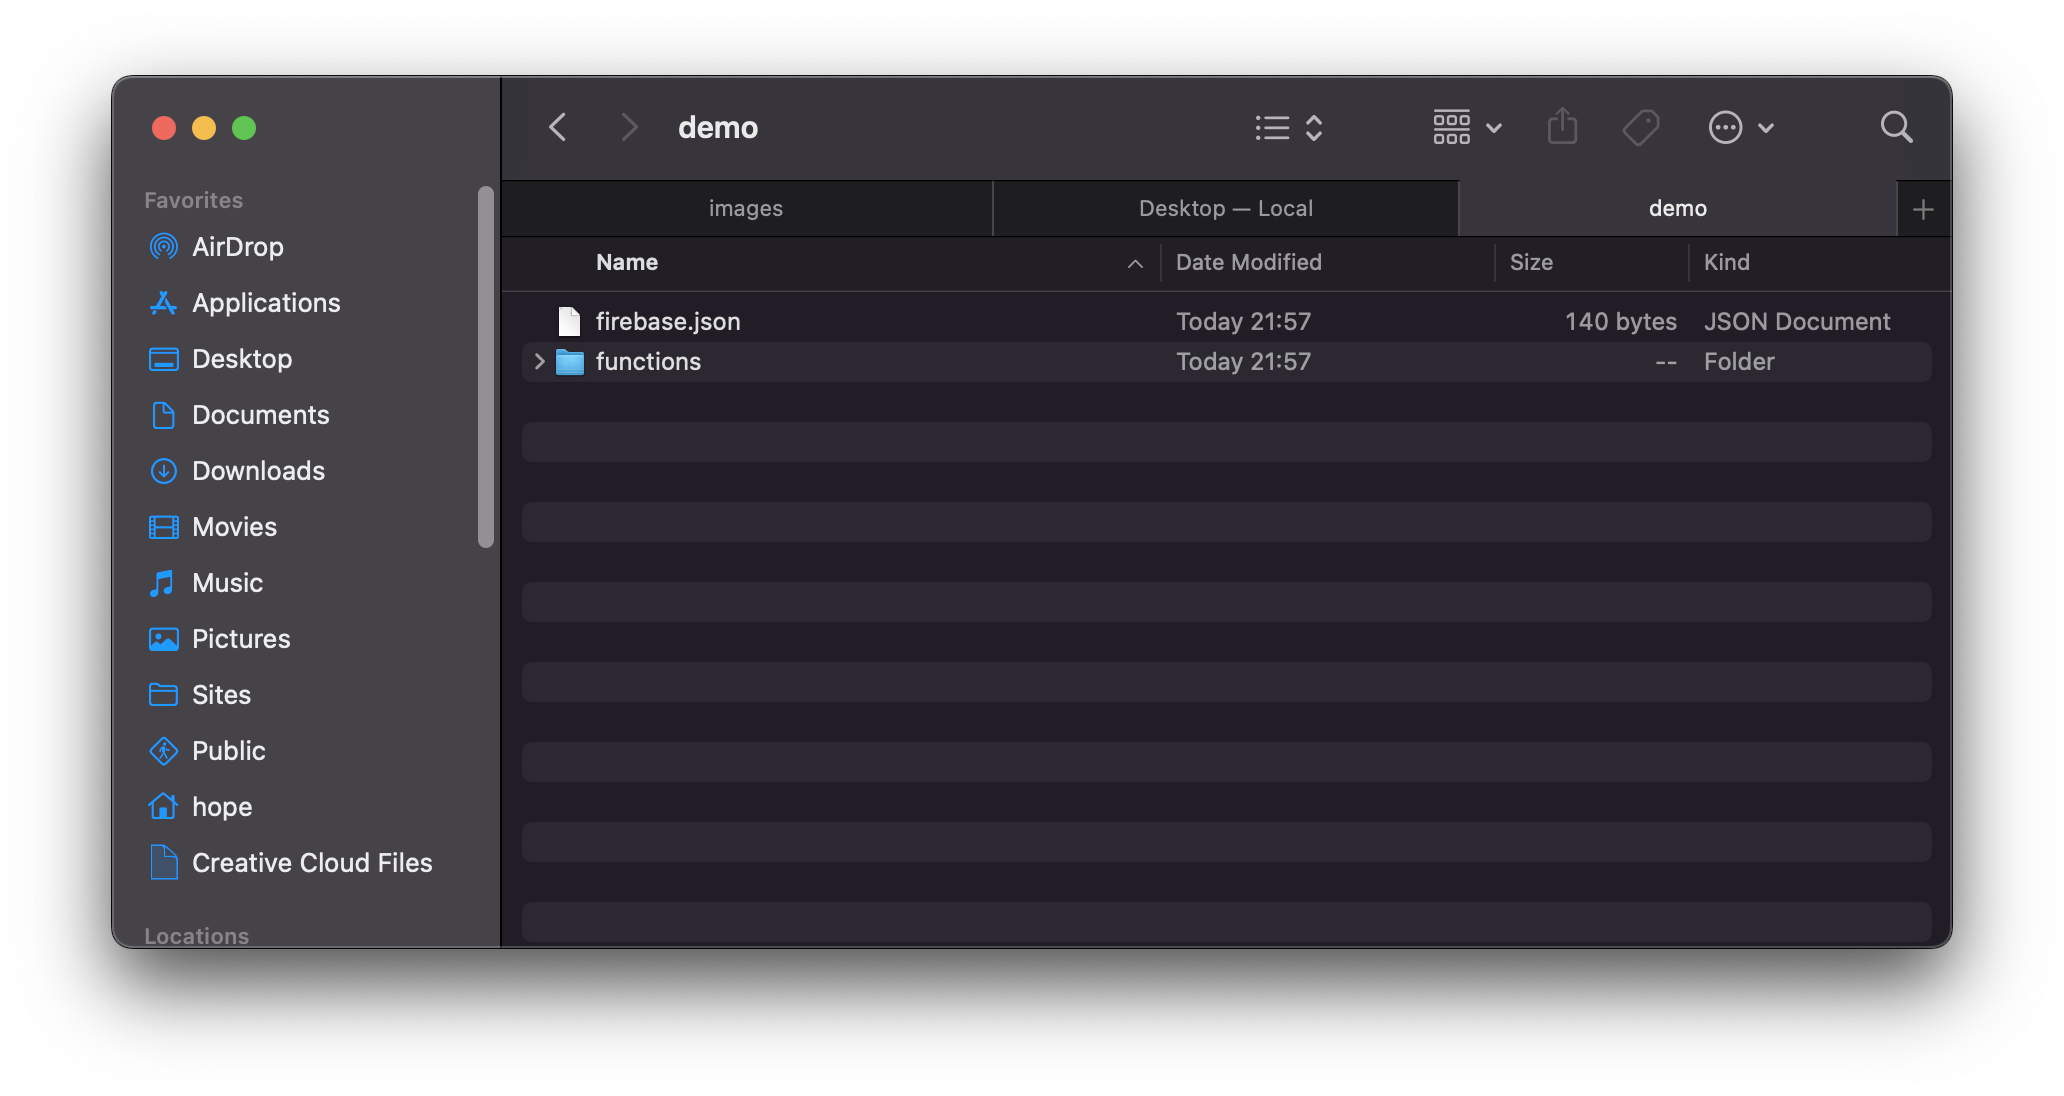 demo
Favorites
AirDrop
Applications
Desktop
Documents
Downloads
Movies
Music
Pictures
Sites
Public
hope
Creative Cloud Files
Locations
images
Desktop — Local
demo
Name Date Modified Size Kind
firebase.json Today 21:57 140 bytes JSON Document
functions Today 21:57 -- Folder